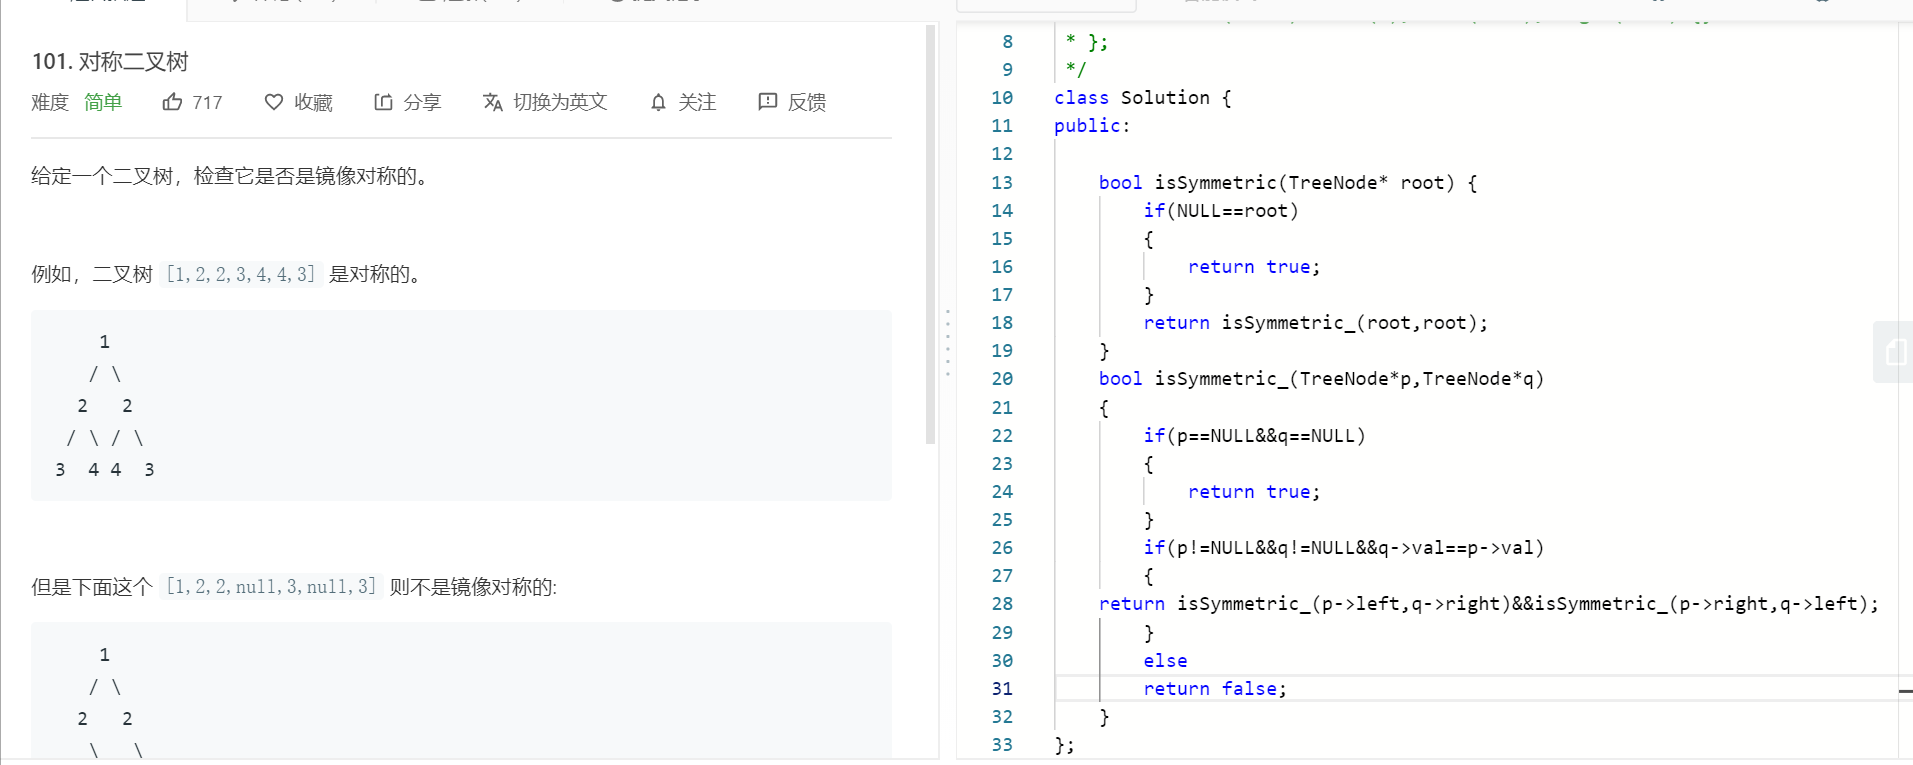 101. 对称二叉树
难度 简单 717 收藏 分享 切换为英文 关注 反馈
给定一个二叉树，检查它是否是镜像对称的。
例如，二叉树 [1,2,2,3,4,4,3] 是对称的。
1
/ \
2 2
/ \ / \
3 4 4 3
但是下面这个 [1,2,2,null,3,null,3] 则不是镜像对称的:
1
/ \
2 2
\ \
8 * };
9 */
10 class Solution {
11 public:
12
13 bool isSymmetric(TreeNode* root) {
14 if(NULL==root)
15 {
16 return true;
17 }
18 return isSymmetric_(root,root);
19 }
20 bool isSymmetric_(TreeNode*p,TreeNode*q)
21 {
22 if(p==NULL&&q==NULL)
23 {
24 return true;
25 }
26 if(p!=NULL&&q!=NULL&&q->val==p->val)
27 {
28 return isSymmetric_(p->left,q->right)&&isSymmetric_(p->right,q->left);
29 }
30 else
31 return false;
32 }
33 };